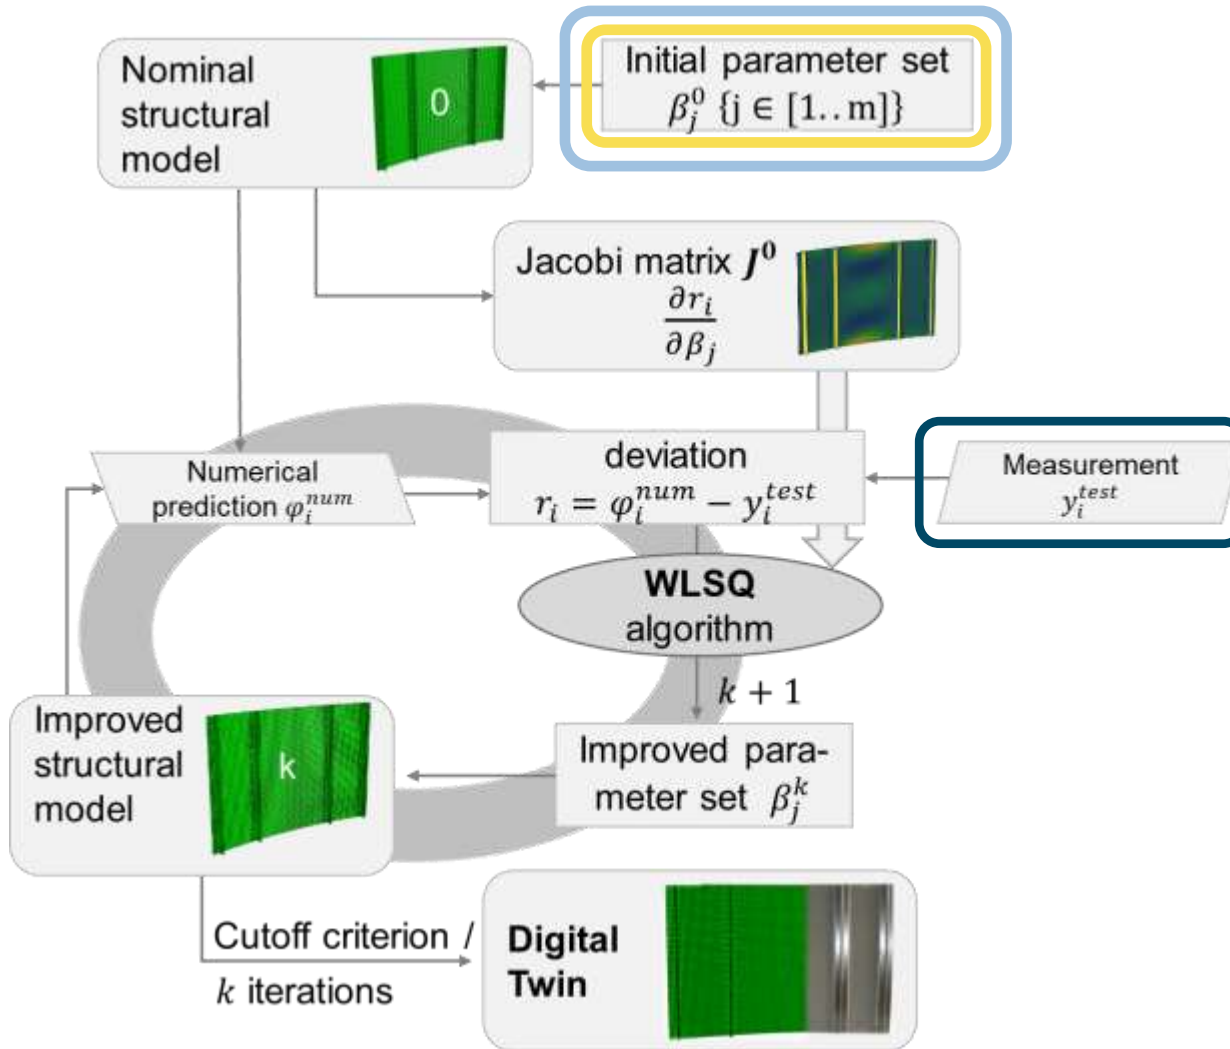 Nominal
structural
model
0
Initial parameter set
β_j^0 {j ∈ [1..m]}
Jacobi matrix J^0
∂r_i
∂β_j
Numerical
prediction φ_i^{num}
deviation
r_i = φ_i^{num} − y_i^{test}
Measurement
y_i^{test}
WLSQ
algorithm
k + 1
Improved para-
meter set β_j^k
Improved
structural
model
k
Cutoff criterion /
k iterations
Digital
Twin